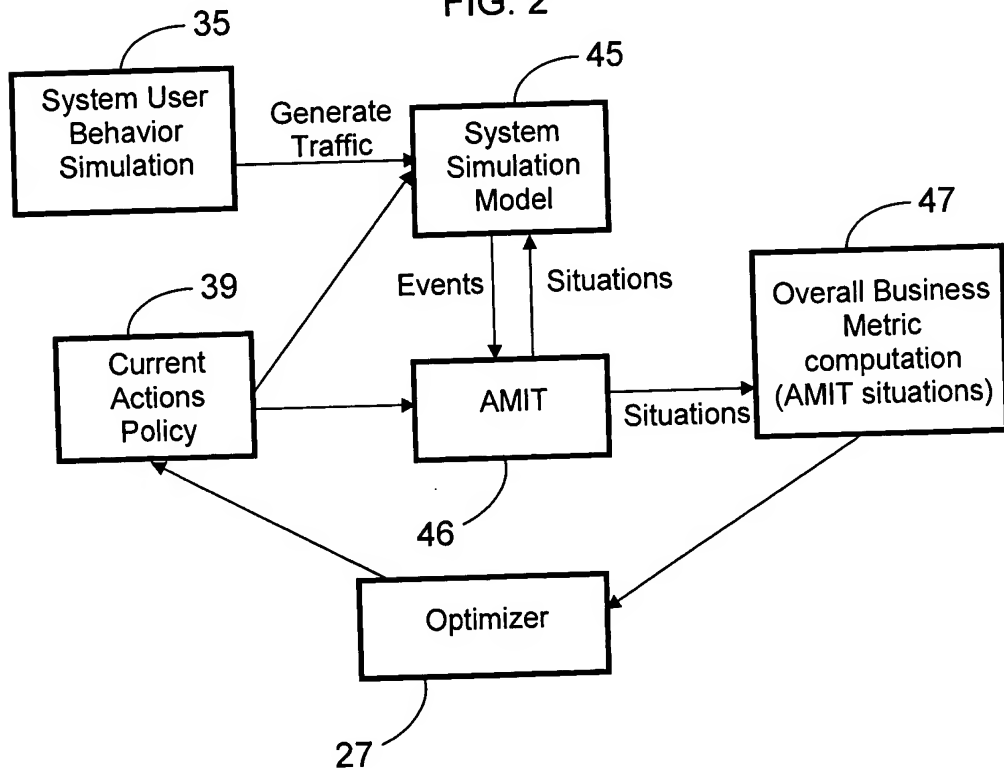 FIG. 2
35
System User
Behavior
Simulation
Generate
Traffic
45
System
Simulation
Model
47
Overall Business
Metric
computation
(AMIT situations)
Events
Situations
39
Current
Actions
Policy
AMIT
Situations
46
Optimizer
27